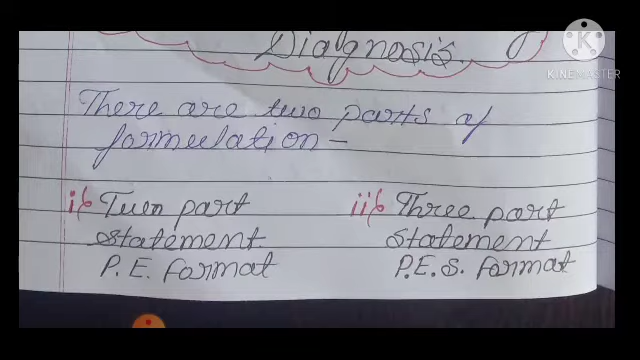 Diagnosis.
KINEMASTER
There are two parts of
formulation -
i) Two part
statement
P.E. format
ii) Three part
statement
P.E.S. format